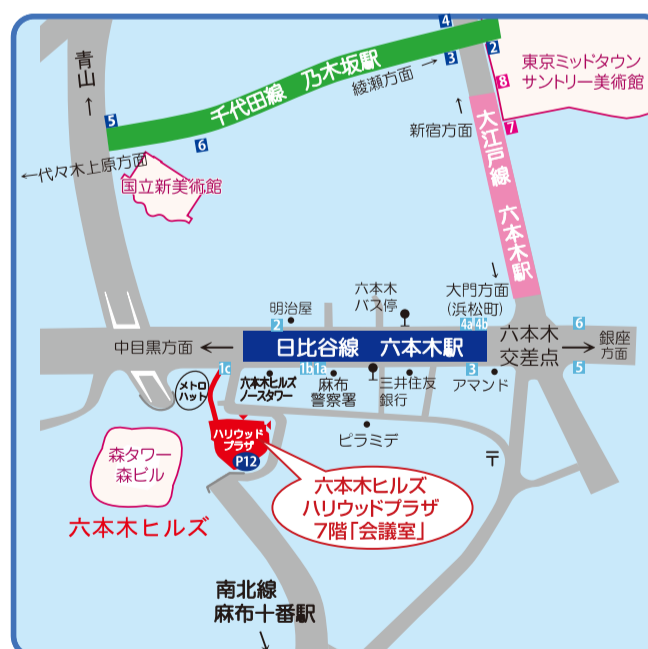 青山
↑
5
千代田線 乃木坂駅
6
綾瀬方面 →
4
3
2
8
7
東京ミッドタウン
サントリー美術館
↑
新宿方面
大江戸線 六本木駅
←代々木上原方面
国立新美術館
↓
大門方面
(浜松町)
4a 4b
六本木
バス停
明治屋
2
中目黒方面 ←
日比谷線 六本木駅
六本木
交差点
6
→ 銀座
方面
5
1c
メトロ
ハット
六本木ヒルズ
ノースタワー
1b 1a
麻布
警察署
三井住友
銀行
3
アマンド
ピラミデ
〒
ハリウッド
プラザ
P12
森タワー
森ビル
六本木ヒルズ
六本木ヒルズ
ハリウッドプラザ
7階「会議室」
南北線
麻布十番駅
↓